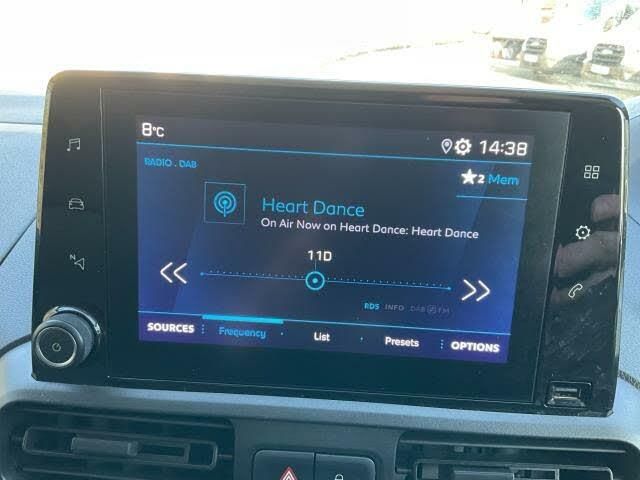 8°C
14:38
RADIO . DAB
★2 Mem
Heart Dance
On Air Now on Heart Dance: Heart Dance
11D
RDS INFO DAB FM
SOURCES Frequency List Presets OPTIONS
N